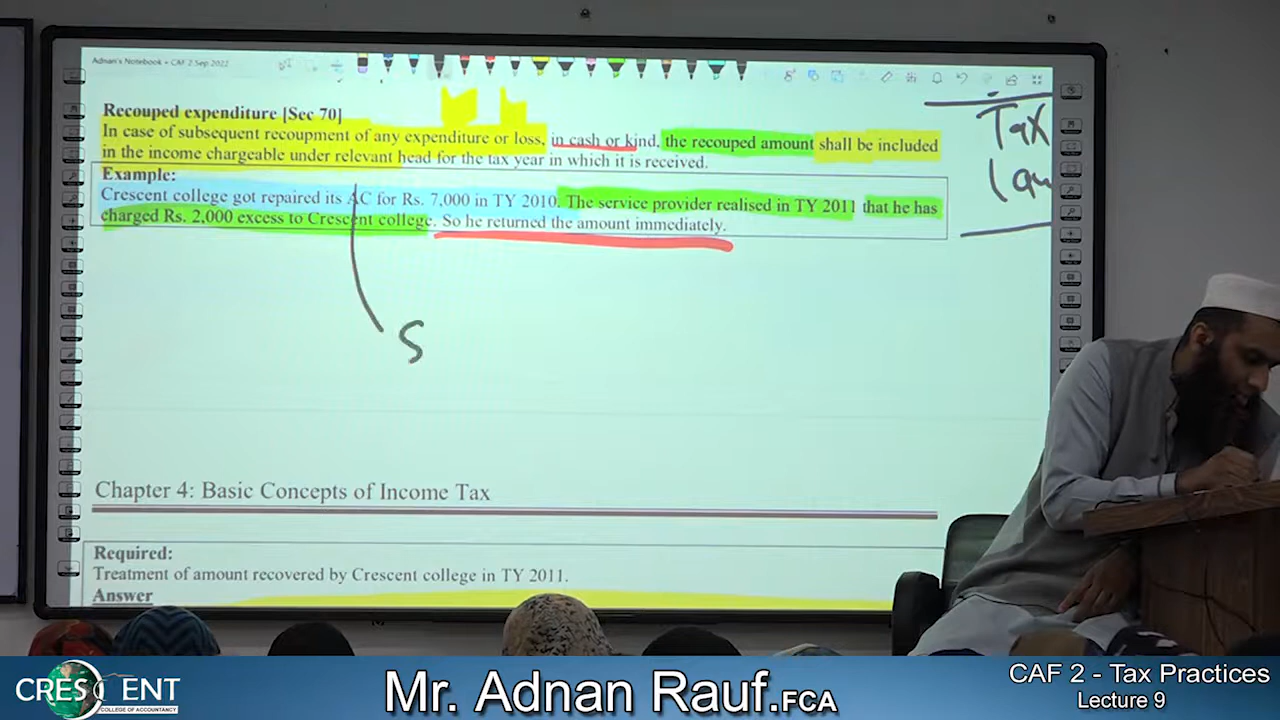 Adnan's Notebook • CAF 2 Sep 2022
Recouped expenditure [Sec 70]
In case of subsequent recoupment of any expenditure or loss, in cash or kind, the recouped amount shall be included
in the income chargeable under relevant head for the tax year in which it is received.
Example:
Crescent college got repaired its AC for Rs. 7,000 in TY 2010. The service provider realised in TY 2011 that he has
charged Rs. 2,000 excess to Crescent college. So he returned the amount immediately.
S
Tax
Chapter 4: Basic Concepts of Income Tax
Required:
Treatment of amount recovered by Crescent college in TY 2011.
Answer
CRESCENT
COLLEGE OF ACCOUNTANCY
Mr. Adnan Rauf.FCA
CAF 2 - Tax Practices
Lecture 9